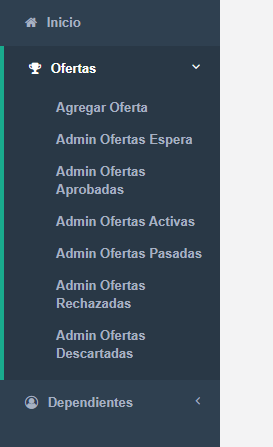 Inicio
Ofertas
Agregar Oferta
Admin Ofertas Espera
Admin Ofertas
Aprobadas
Admin Ofertas Activas
Admin Ofertas Pasadas
Admin Ofertas
Rechazadas
Admin Ofertas
Descartadas
Dependientes